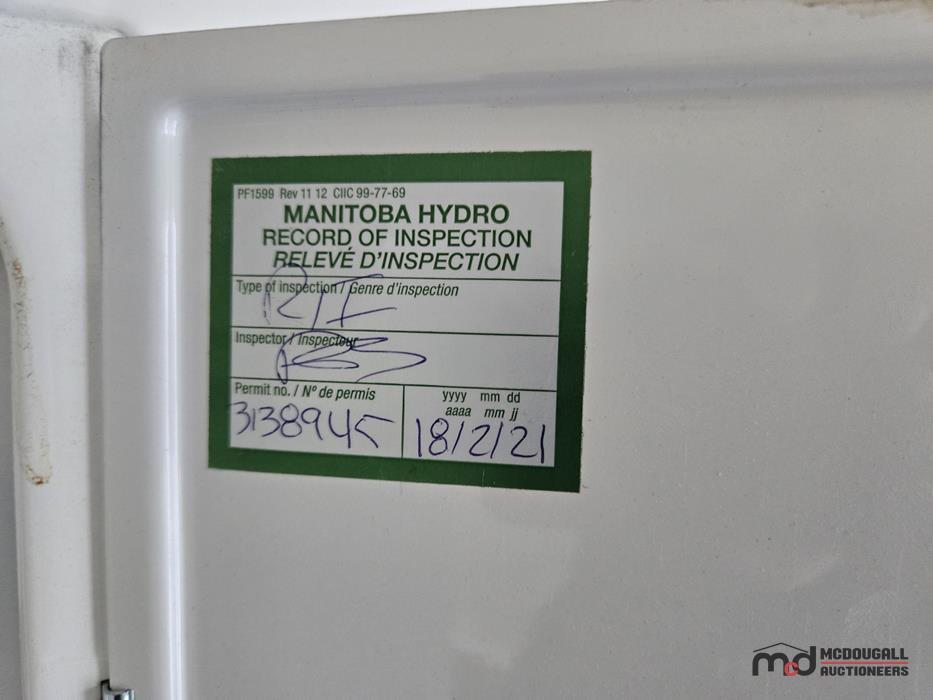 PF1599 Rev 11 12 CIIC 99-77-69
MANITOBA HYDRO
RECORD OF INSPECTION
RELEVÉ D'INSPECTION
Type of inspection / Genre d'inspection
Inspector / Inspecteur
Permit no. / Nº de permis
3138945
yyyy mm dd
aaaa mm jj
18/2/21
mcd MCDOUGALL
AUCTIONEERS